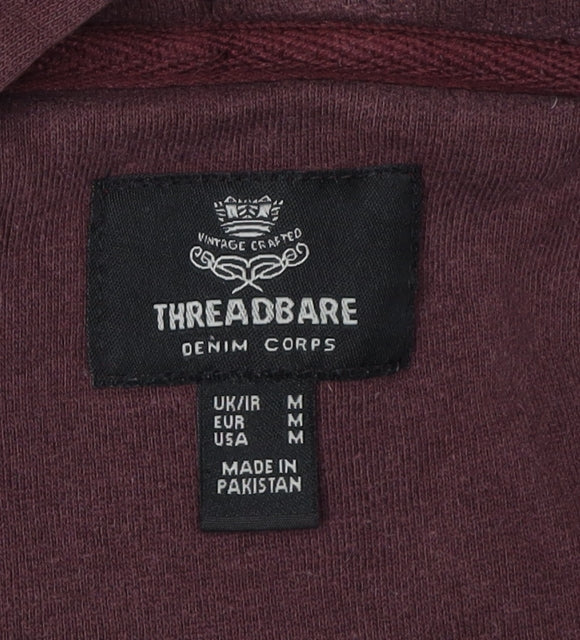 VINTAGE CRAFTED
THREADBARE
DENIM CORPS
UK/IR M
EUR M
USA M
MADE IN
PAKISTAN